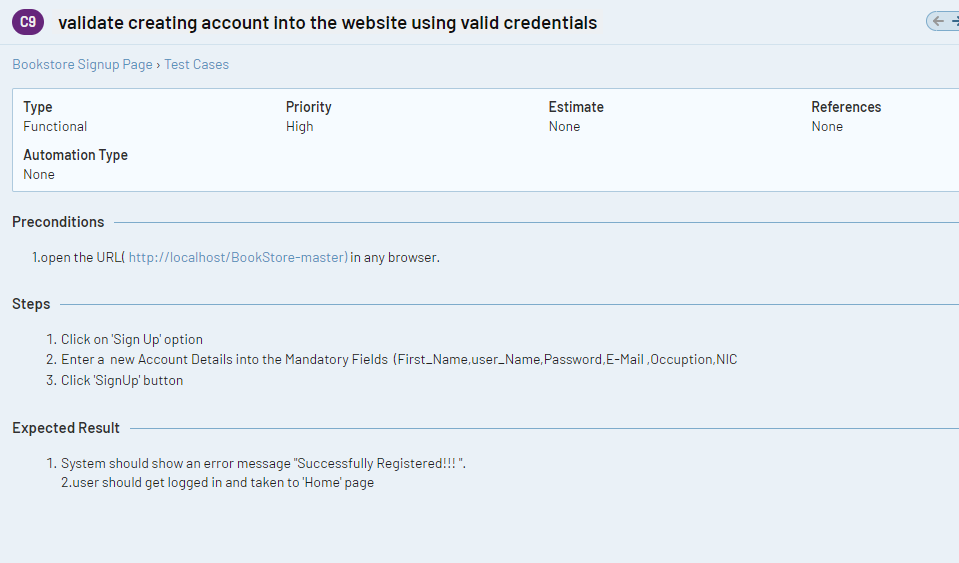 C9 validate creating account into the website using valid credentials
Bookstore Signup Page › Test Cases
Type Priority Estimate References
Functional High None None
Automation Type
None
Preconditions
1.open the URL( http://localhost/BookStore-master) in any browser.
Steps
1. Click on 'Sign Up' option
2. Enter a new Account Details into the Mandatory Fields (First_Name,user_Name,Password,E-Mail ,Occuption,NIC
3. Click 'SignUp' button
Expected Result
1. System should show an error message "Successfully Registered!!! ".
2.user should get logged in and taken to 'Home' page